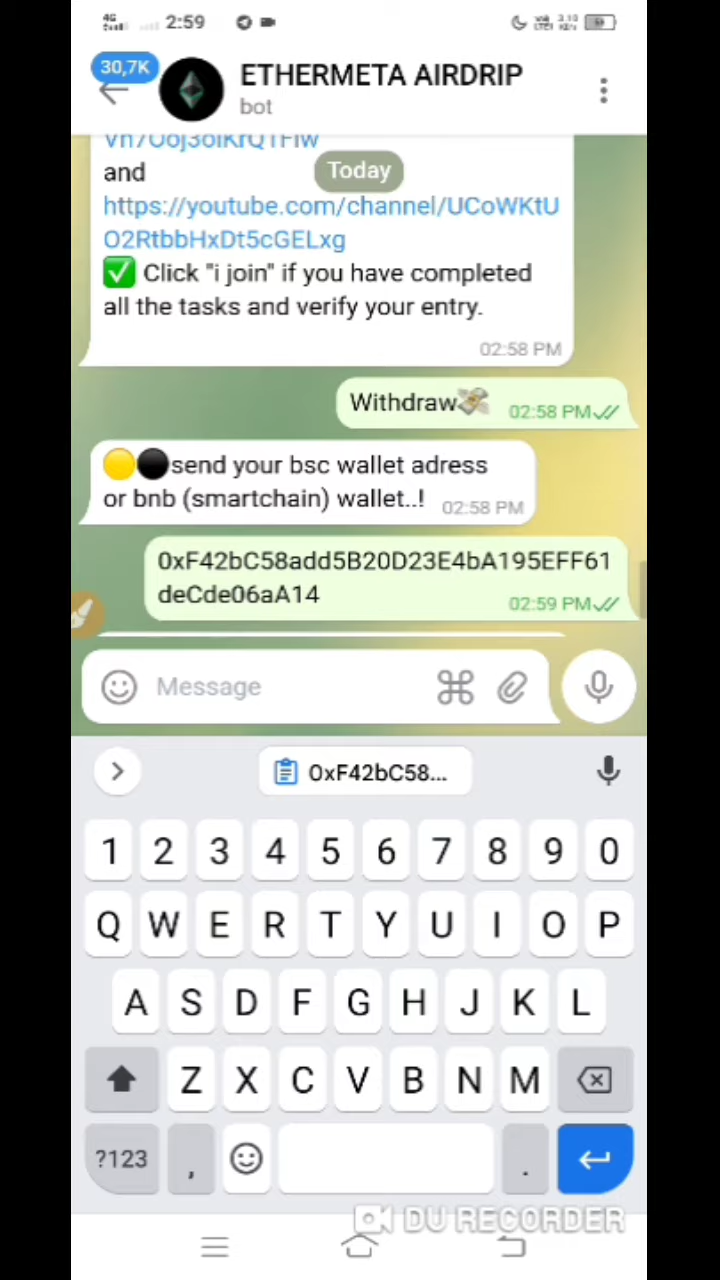 4G
2:59
30,7K
ETHERMETA AIRDRIP
bot
and
Today
https://youtube.com/channel/UCoWKtU
O2RtbbHxDt5cGELxg
✅ Click "i join" if you have completed
all the tasks and verify your entry.
02:58 PM
Withdraw💸 02:58 PM
🟡⚫send your bsc wallet adress
or bnb (smartchain) wallet..! 02:58 PM
0xF42bC58add5B20D23E4bA195EFF61
deCde06aA14
02:59 PM
Message
0xF42bC58...
1 2 3 4 5 6 7 8 9 0
Q W E R T Y U I O P
A S D F G H J K L
Z X C V B N M
?123 , .
DU RECORDER